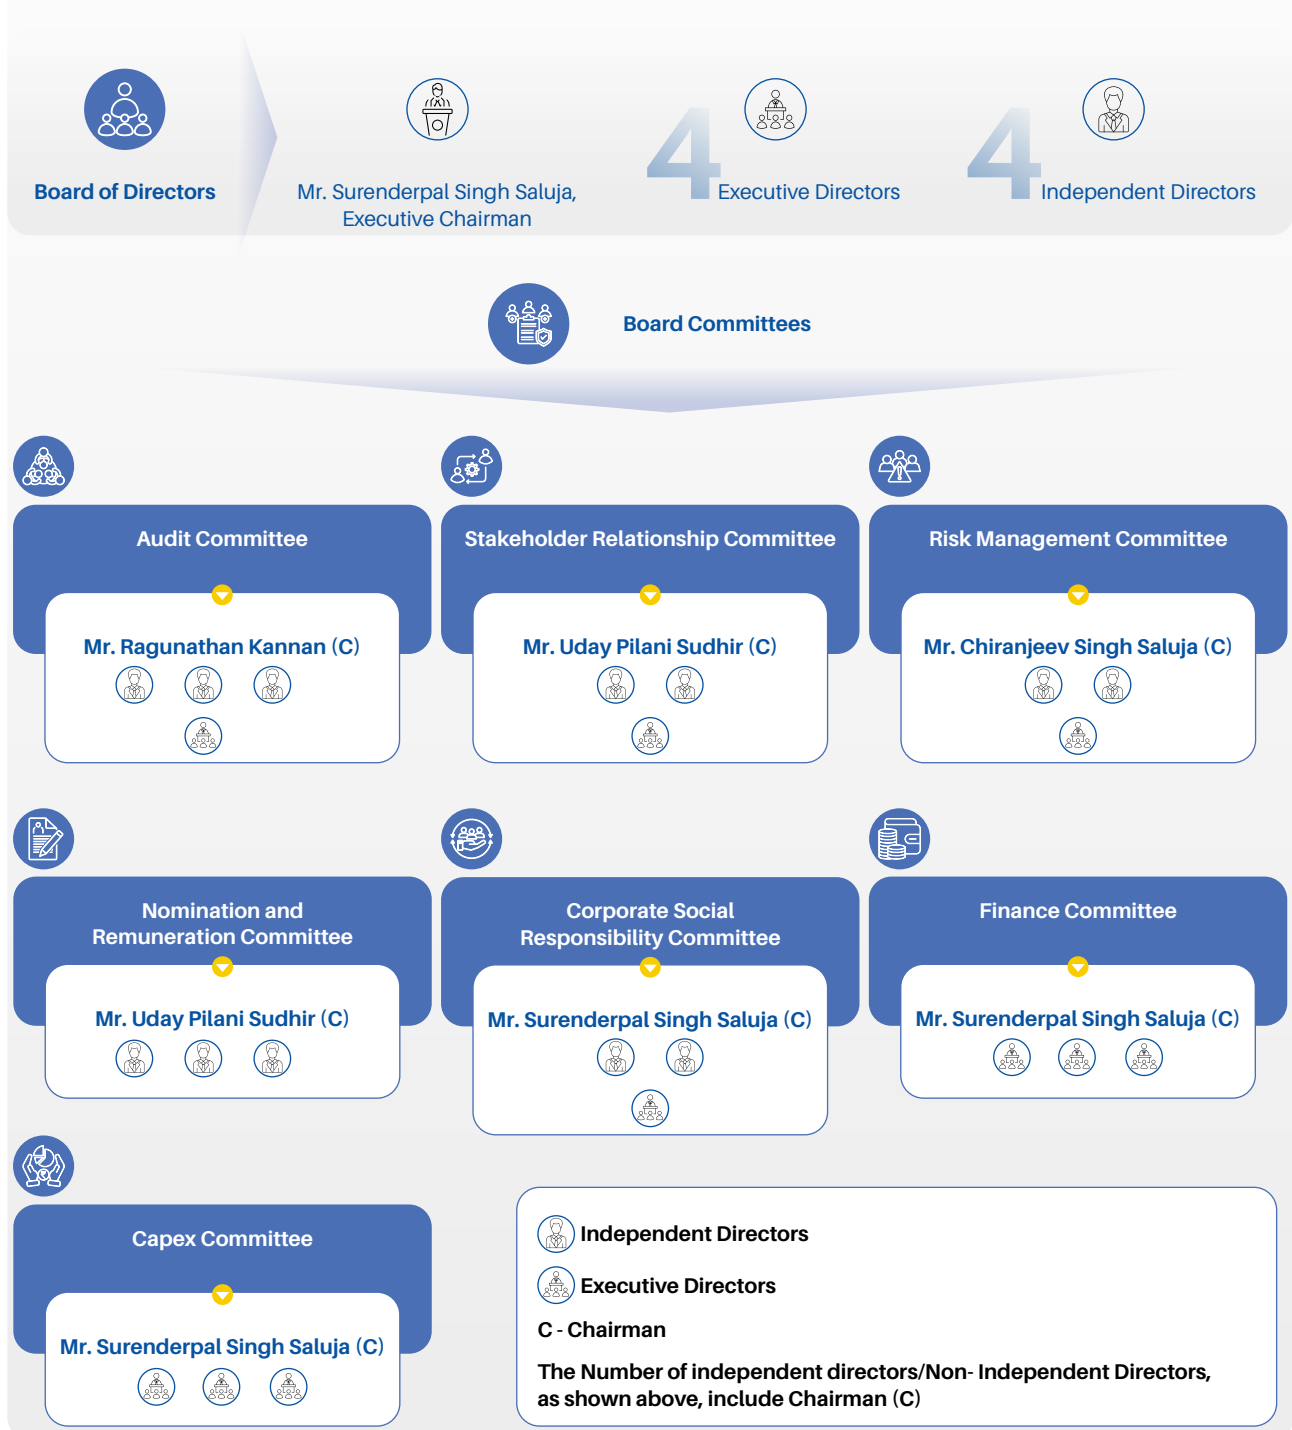 Board of Directors
Mr. Surenderpal Singh Saluja,
Executive Chairman
4 Executive Directors
4 Independent Directors
Board Committees
Audit Committee
Mr. Ragunathan Kannan (C)
Stakeholder Relationship Committee
Mr. Uday Pilani Sudhir (C)
Risk Management Committee
Mr. Chiranjeev Singh Saluja (C)
Nomination and
Remuneration Committee
Mr. Uday Pilani Sudhir (C)
Corporate Social
Responsibility Committee
Mr. Surenderpal Singh Saluja (C)
Finance Committee
Mr. Surenderpal Singh Saluja (C)
Capex Committee
Mr. Surenderpal Singh Saluja (C)
Independent Directors
Executive Directors
C - Chairman
The Number of independent directors/Non- Independent Directors,
as shown above, include Chairman (C)